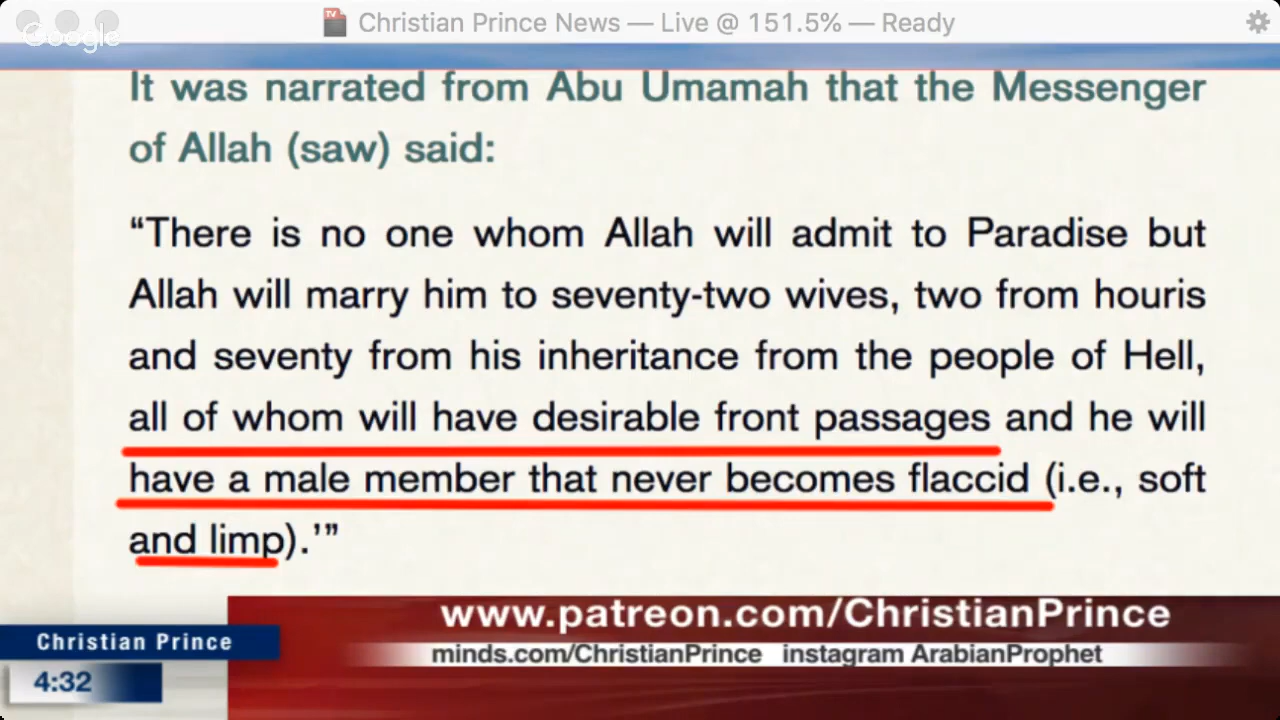 Christian Prince News — Live @ 151.5% — Ready
TV
Google
It was narrated from Abu Umamah that the Messenger
of Allah (saw) said:
“There is no one whom Allah will admit to Paradise but
Allah will marry him to seventy-two wives, two from houris
and seventy from his inheritance from the people of Hell,
all of whom will have desirable front passages and he will
have a male member that never becomes flaccid (i.e., soft
and limp).’”
www.patreon.com/ChristianPrince
Christian Prince
minds.com/ChristianPrince instagram ArabianProphet
4:32